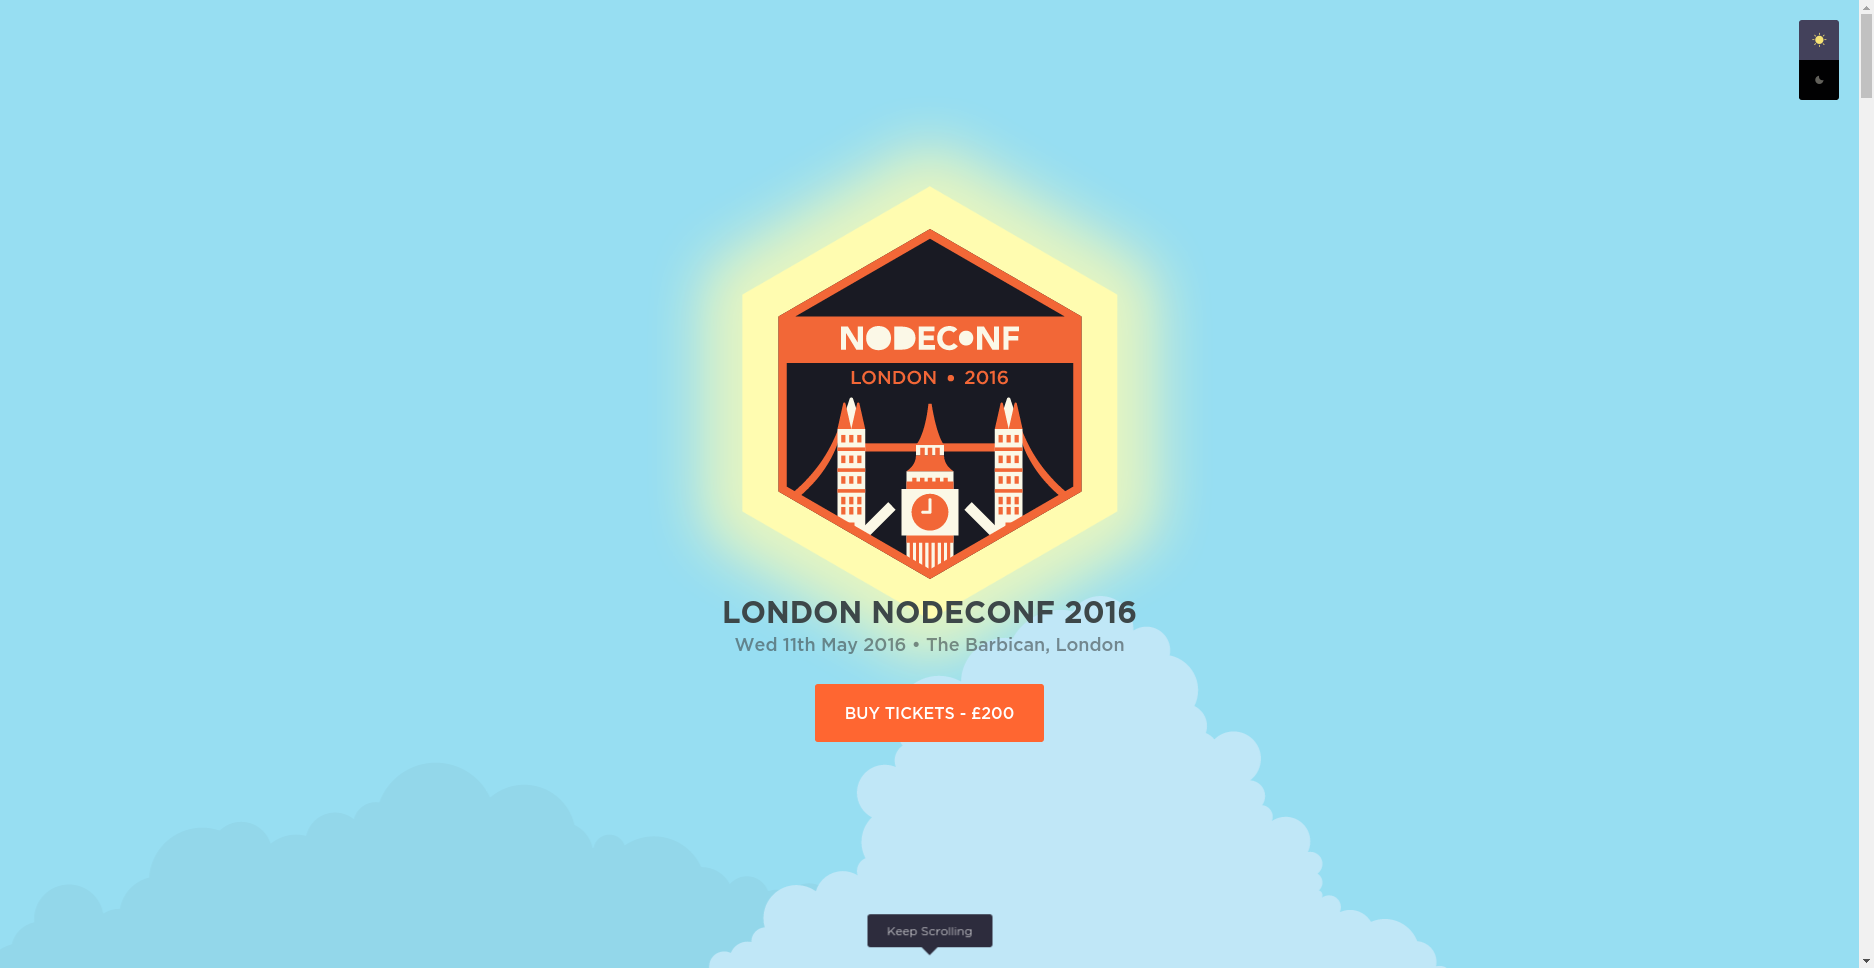 NODECONF
LONDON • 2016
LONDON NODECONF 2016
Wed 11th May 2016 • The Barbican, London
BUY TICKETS - £200
Keep Scrolling